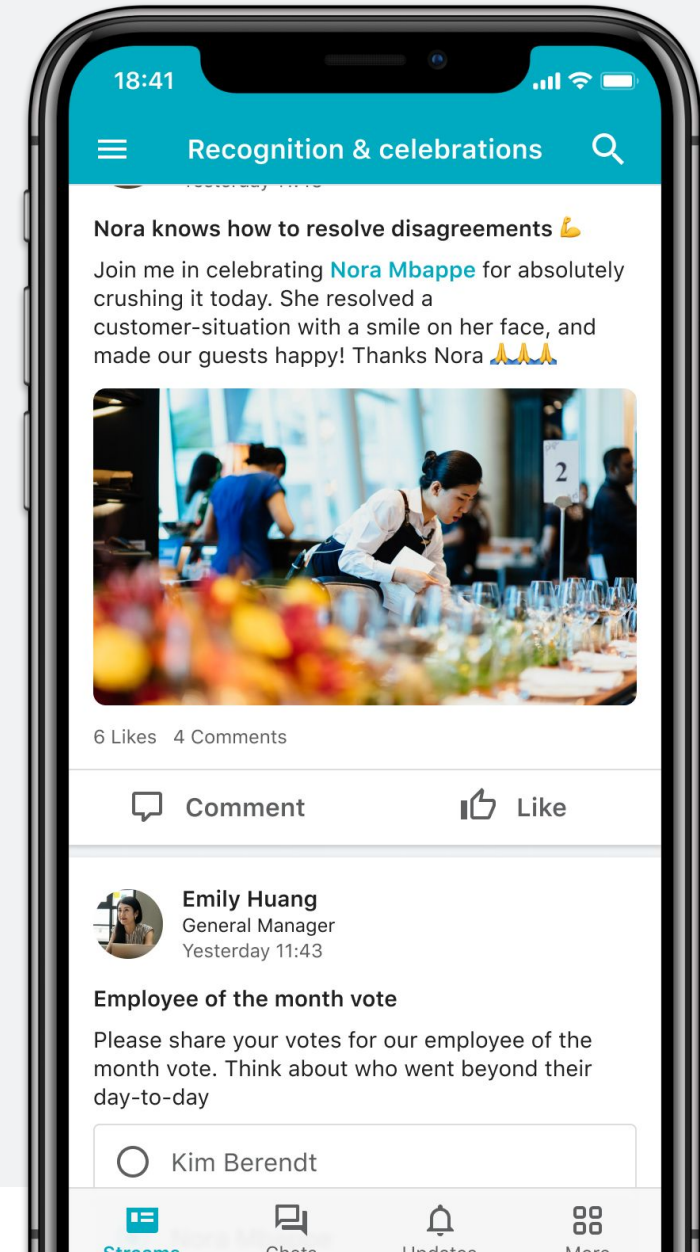 18:41
Recognition & celebrations
Nora knows how to resolve disagreements 💪
Join me in celebrating Nora Mbappe for absolutely
crushing it today. She resolved a
customer-situation with a smile on her face, and
made our guests happy! Thanks Nora 🙏🙏🙏
2
6 Likes 4 Comments
Comment Like
Emily Huang
General Manager
Yesterday 11:43
Employee of the month vote
Please share your votes for our employee of the
month vote. Think about who went beyond their
day-to-day
Kim Berendt
Streams Chats Updates More